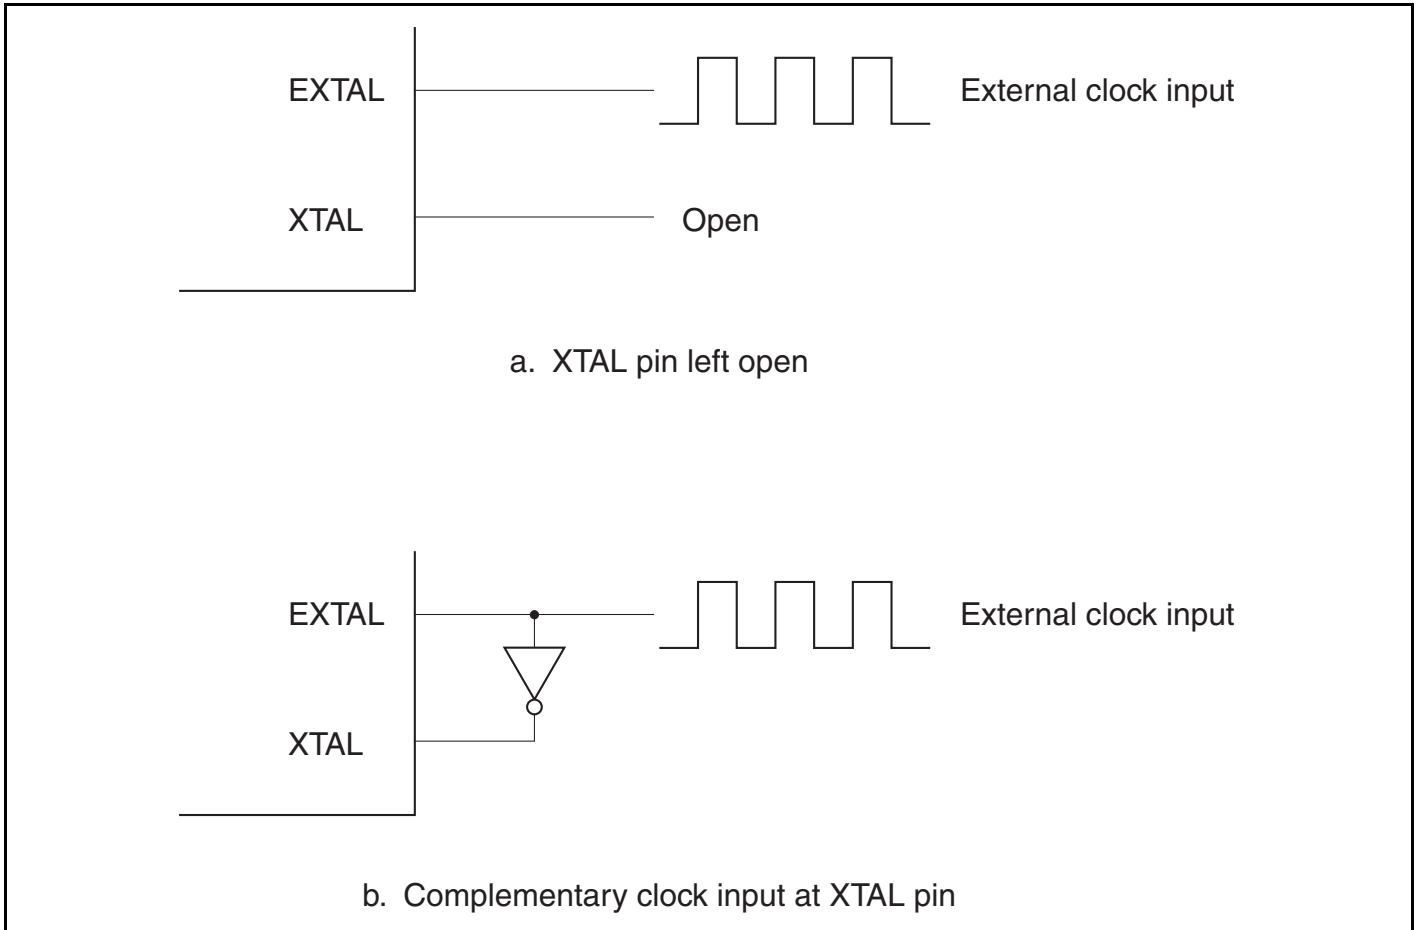 EXTAL
External clock input
XTAL
Open
a. XTAL pin left open
EXTAL
External clock input
XTAL
b. Complementary clock input at XTAL pin